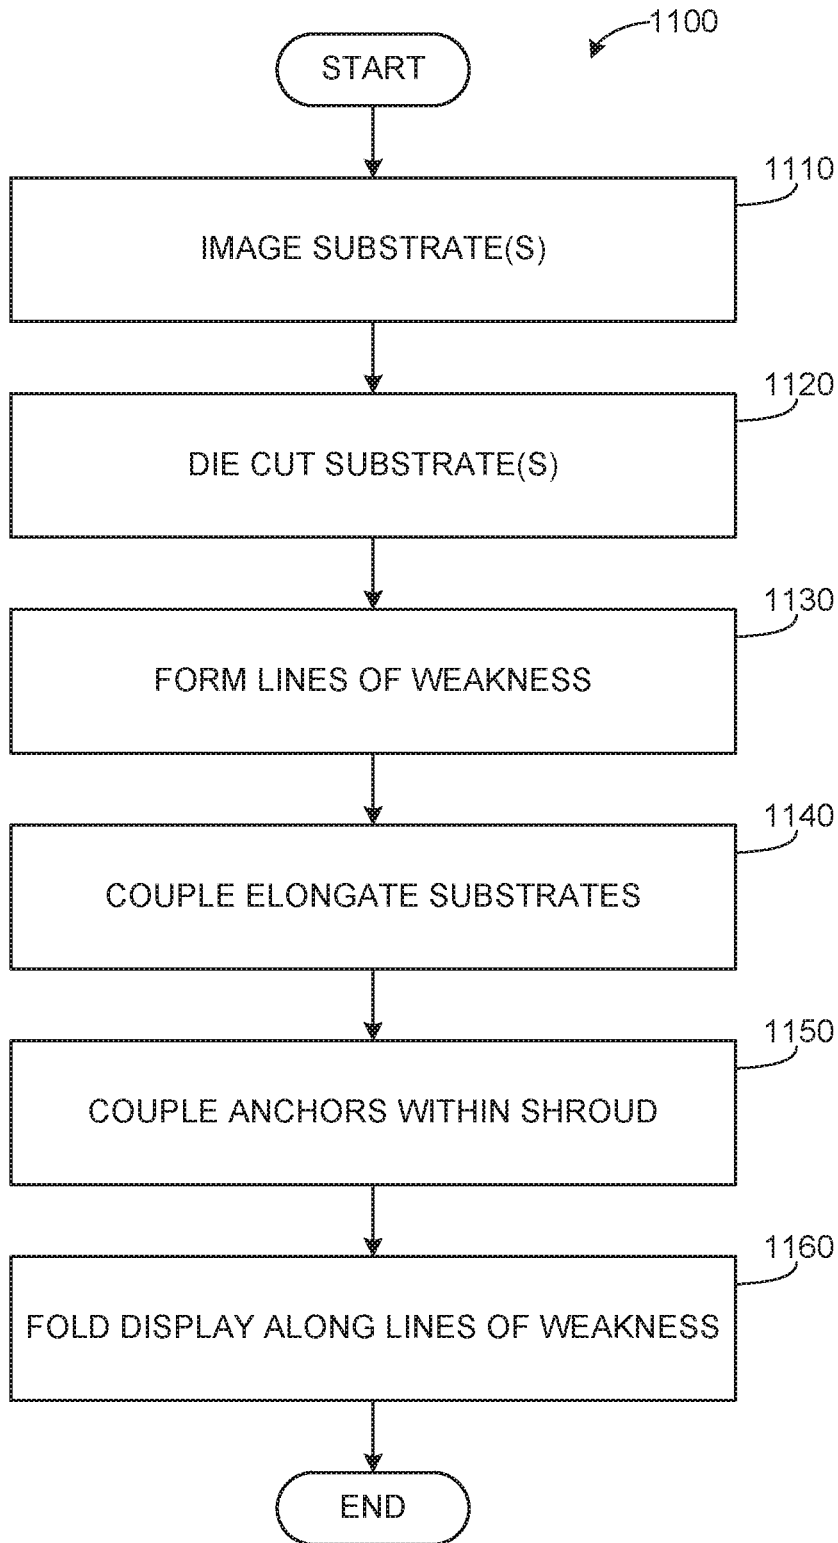 1100
START
1110
IMAGE SUBSTRATE(S)
1120
DIE CUT SUBSTRATE(S)
1130
FORM LINES OF WEAKNESS
1140
COUPLE ELONGATE SUBSTRATES
1150
COUPLE ANCHORS WITHIN SHROUD
1160
FOLD DISPLAY ALONG LINES OF WEAKNESS
END